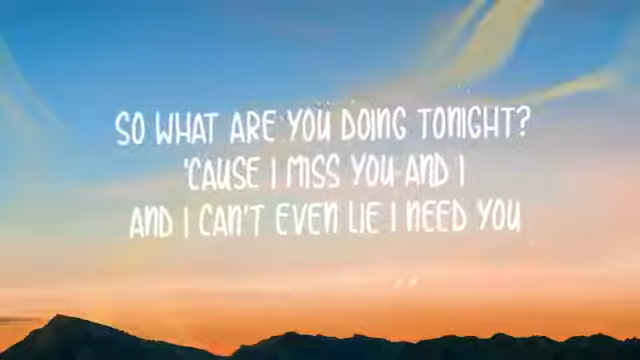 SO WHAT ARE YOU DOING TONIGHT?
'CAUSE I MISS YOU AND I
AND I CAN'T EVEN LIE I NEED YOU